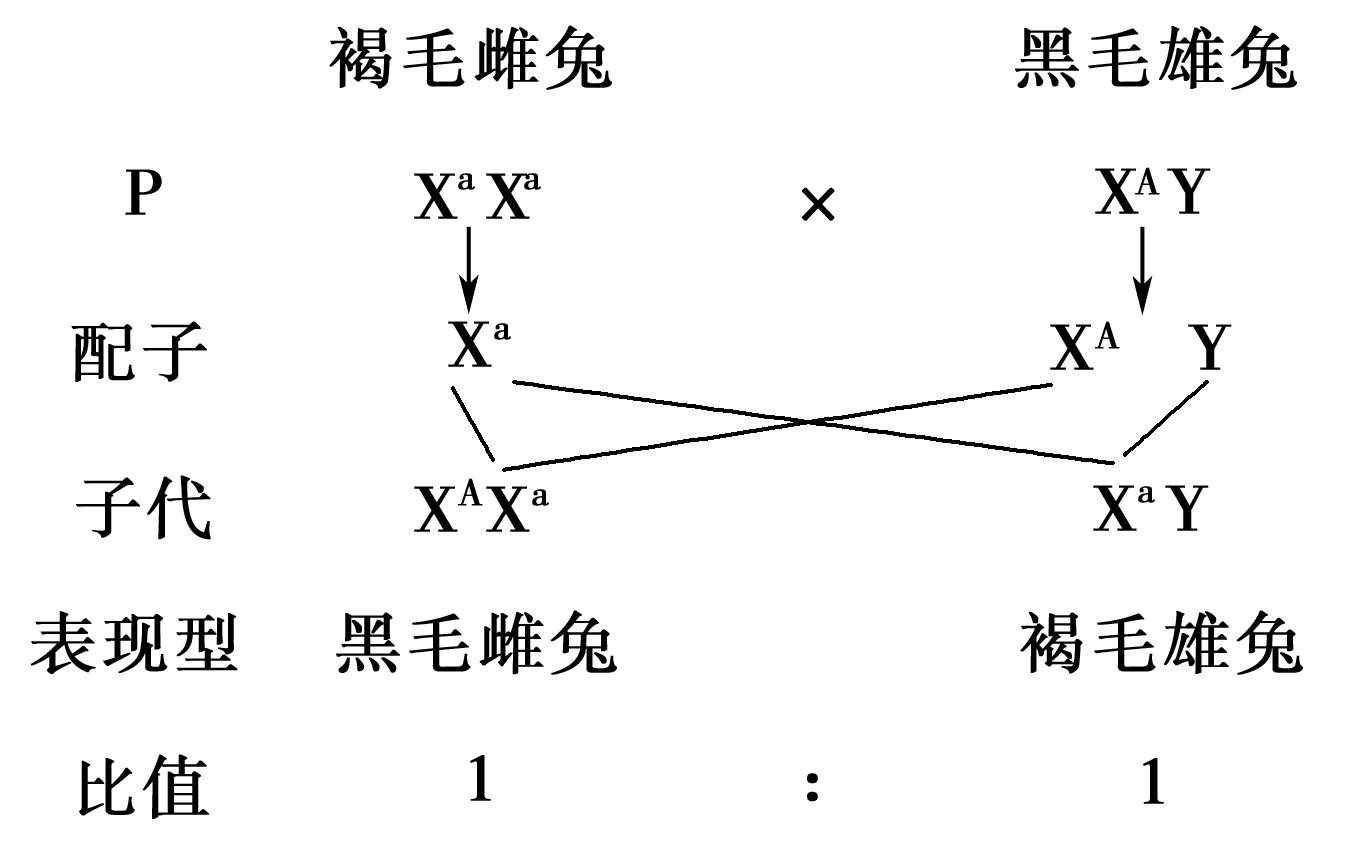 褐毛雌兔 黑毛雄兔
P XᵃXᵃ × XᴬY
配子 Xᵃ Xᴬ Y
子代 XᴬXᵃ XᵃY
表现型 黑毛雌兔 褐毛雄兔
比值 1 : 1